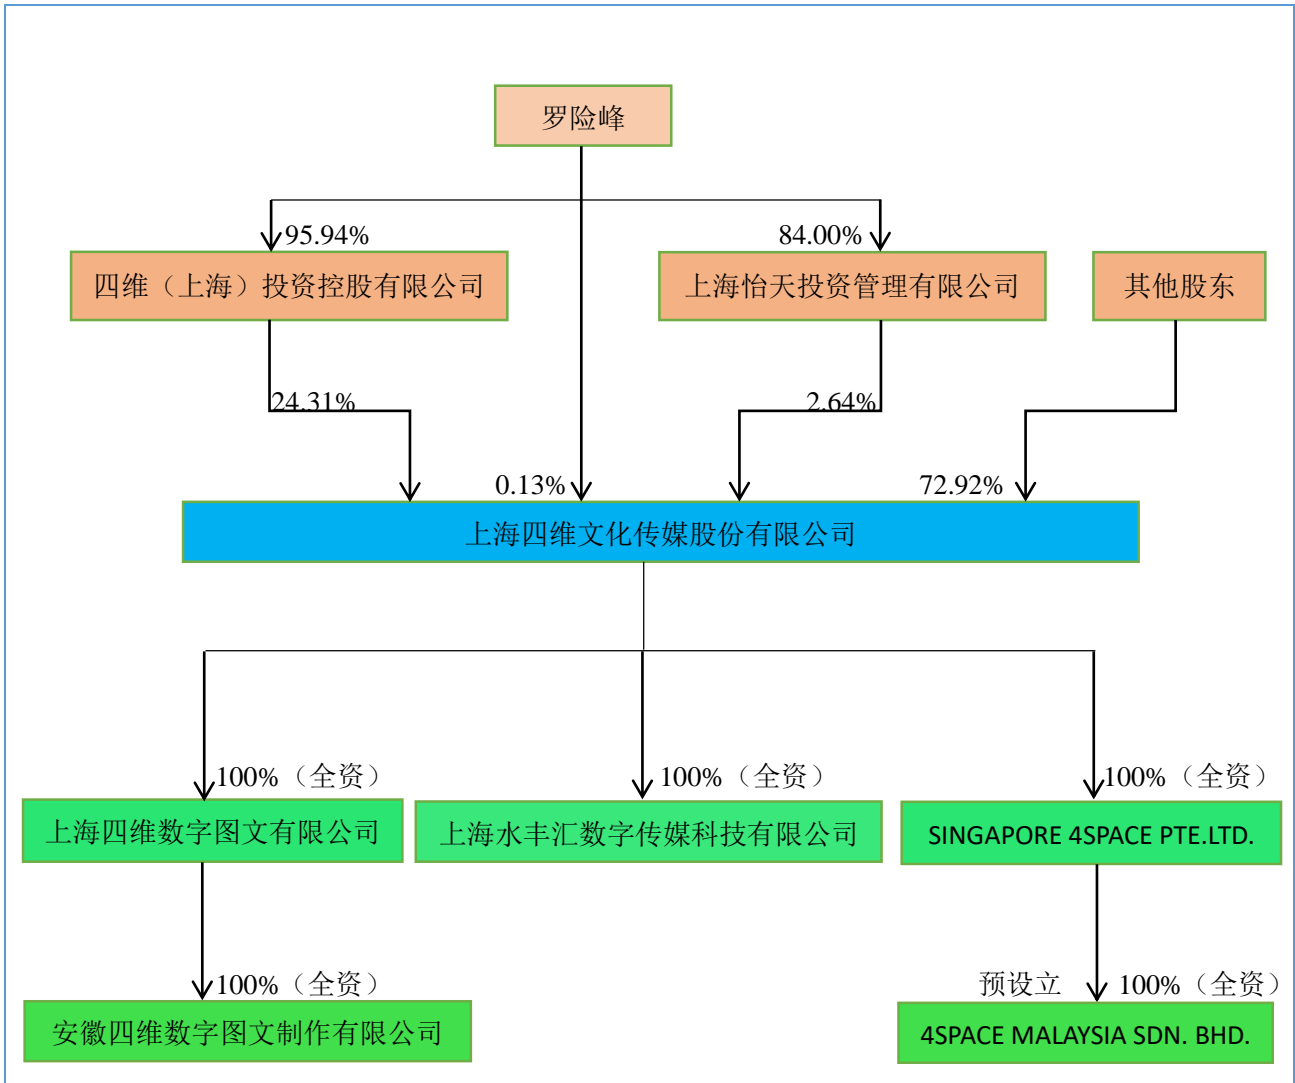 罗险峰
95.94%
84.00%
四维（上海）投资控股有限公司
上海怡天投资管理有限公司
其他股东
24.31%
2.64%
0.13%
72.92%
上海四维文化传媒股份有限公司
100%（全资）
100%（全资）
100%（全资）
上海四维数字图文有限公司
上海水丰汇数字传媒科技有限公司
SINGAPORE 4SPACE PTE.LTD.
100%（全资）
预设立
100%（全资）
安徽四维数字图文制作有限公司
4SPACE MALAYSIA SDN. BHD.